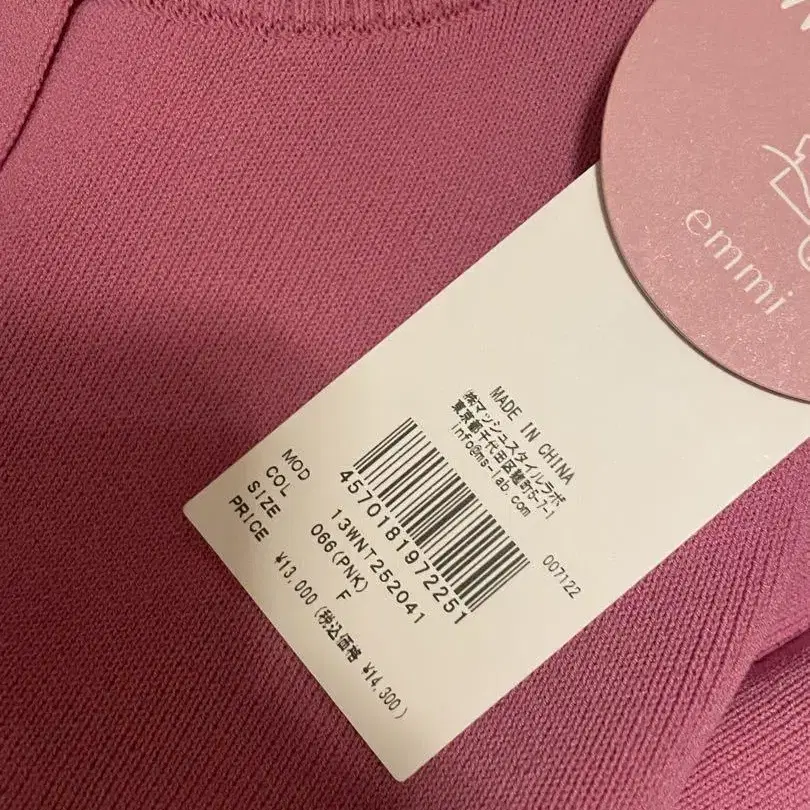 emmi
MADE IN CHINA
㈱マッシュスタイルラボ
東京都千代田区麹町5-7-1
info@ms-lab.com
007122
4570181972251
MOD 13WNT252041
COL 066(PNK)
SIZE F
PRICE ¥13,000(税込価格 ¥14,300)